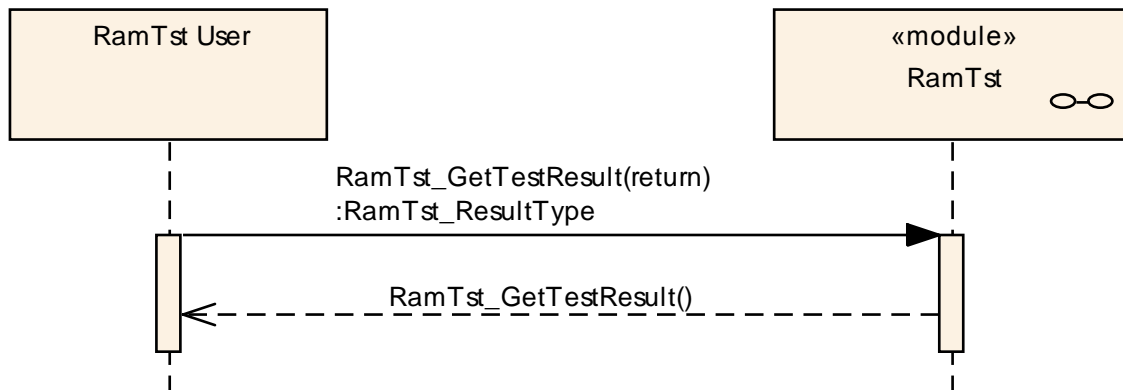 RamTst User
«module»
RamTst
RamTst_GetTestResult(return)
:RamTst_ResultType
RamTst_GetTestResult()